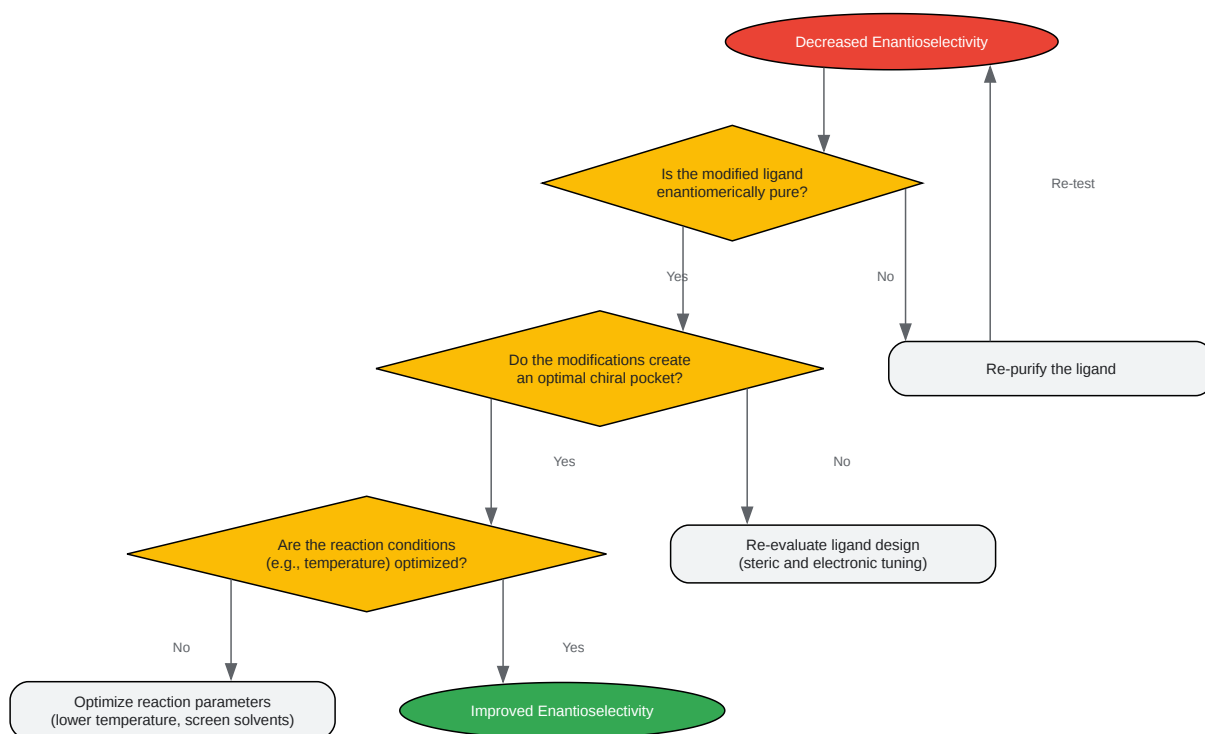 Decreased Enantioselectivity
Is the modified ligand
enantiomerically pure?
Re-test
Yes
No
Do the modifications create
an optimal chiral pocket?
Re-purify the ligand
Yes
No
Are the reaction conditions
(e.g., temperature) optimized?
Re-evaluate ligand design
(steric and electronic tuning)
No
Yes
Optimize reaction parameters
(lower temperature, screen solvents)
Improved Enantioselectivity